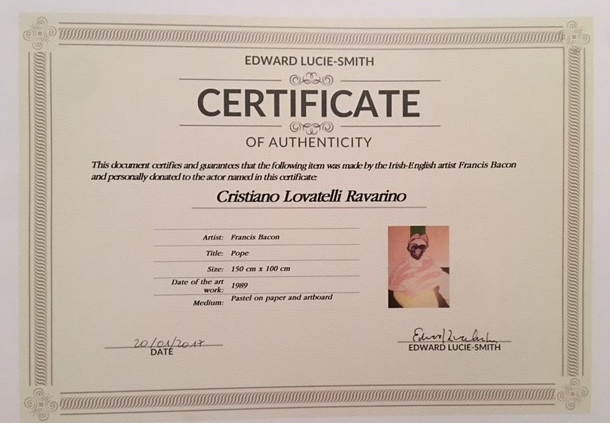 EDWARD LUCIE-SMITH
CERTIFICATE
OF AUTHENTICITY
This document certifies and guarantees that the following item was made by the Irish-English artist Francis Bacon
and personally donated to the actor named in this certificate:
Cristiano Lovatelli Ravarino
Artist: Francis Bacon
Title: Pope
Size: 150 cm x 100 cm
Date of the art
work: 1989
Medium: Pastel on paper and artboard
20/01/2017
DATE
EDWARD LUCIE-SMITH